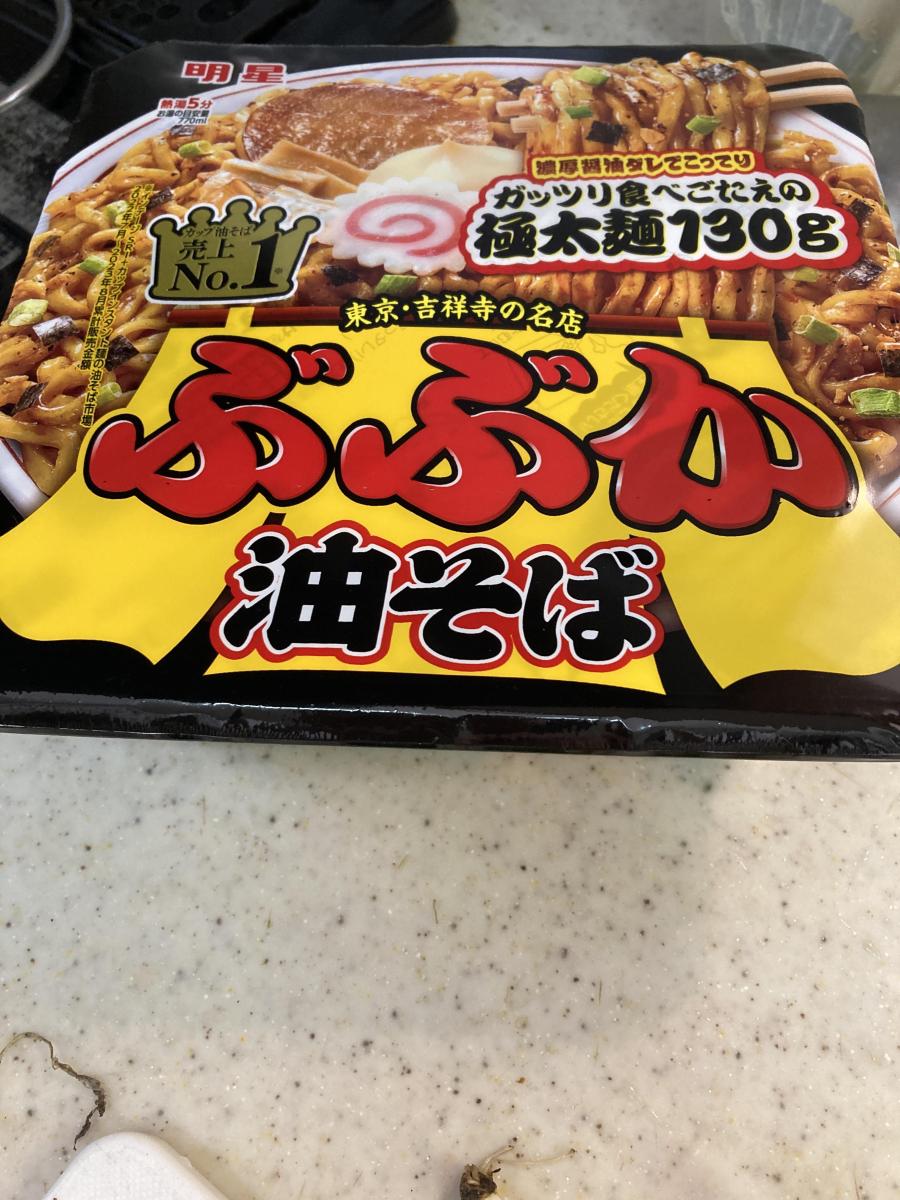 明星
熱湯5分
お湯の目安量
770ml
濃厚醤油ダレでこってり
ガッツリ食べごたえの
極太麺130g
カップ油そば
売上
No.1※
東京・吉祥寺の名店
ぶぶか
油そば